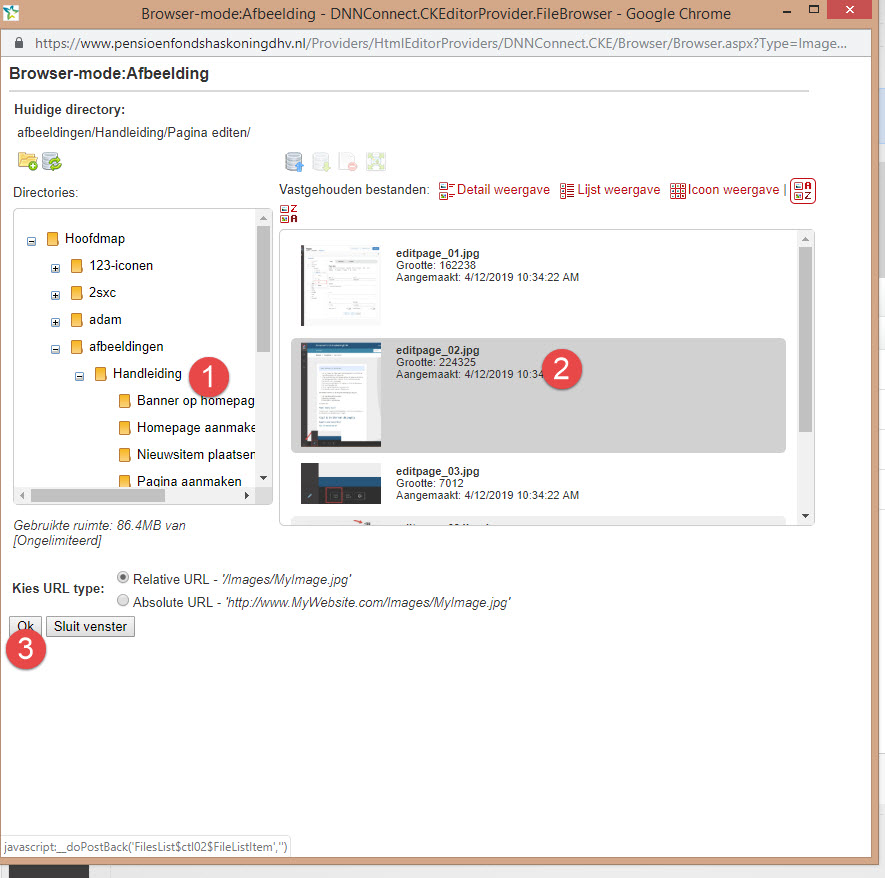 Browser-mode:Afbeelding - DNNConnect.CKEditorProvider.FileBrowser - Google Chrome
https://www.pensioenfondshaskoningdhv.nl/Providers/HtmlEditorProviders/DNNConnect.CKE/Browser/Browser.aspx?Type=Image...
Browser-mode:Afbeelding
Huidige directory:
afbeeldingen/Handleiding/Pagina editen/
Directories:
Vastgehouden bestanden: Detail weergave Lijst weergave Icoon weergave | A Z
Z A
Hoofdmap
123-iconen
2sxc
adam
afbeeldingen
Handleiding
1
Banner op homepag
Homepage aanmake
Nieuwsitem plaatsen
Pagina aanmaken
editpage_01.jpg
Grootte: 162238
Aangemaakt: 4/12/2019 10:34:22 AM
editpage_02.jpg
Grootte: 224325
Aangemaakt: 4/12/2019 10:34
2
editpage_03.jpg
Grootte: 7012
Aangemaakt: 4/12/2019 10:34:22 AM
Gebruikte ruimte: 86.4MB van
[Ongelimiteerd]
Kies URL type:
Relative URL - '/Images/MyImage.jpg'
Absolute URL - 'http://www.MyWebsite.com/Images/MyImage.jpg'
Ok Sluit venster
3
javascript:__doPostBack('FilesList$ctl02$FileListItem','')